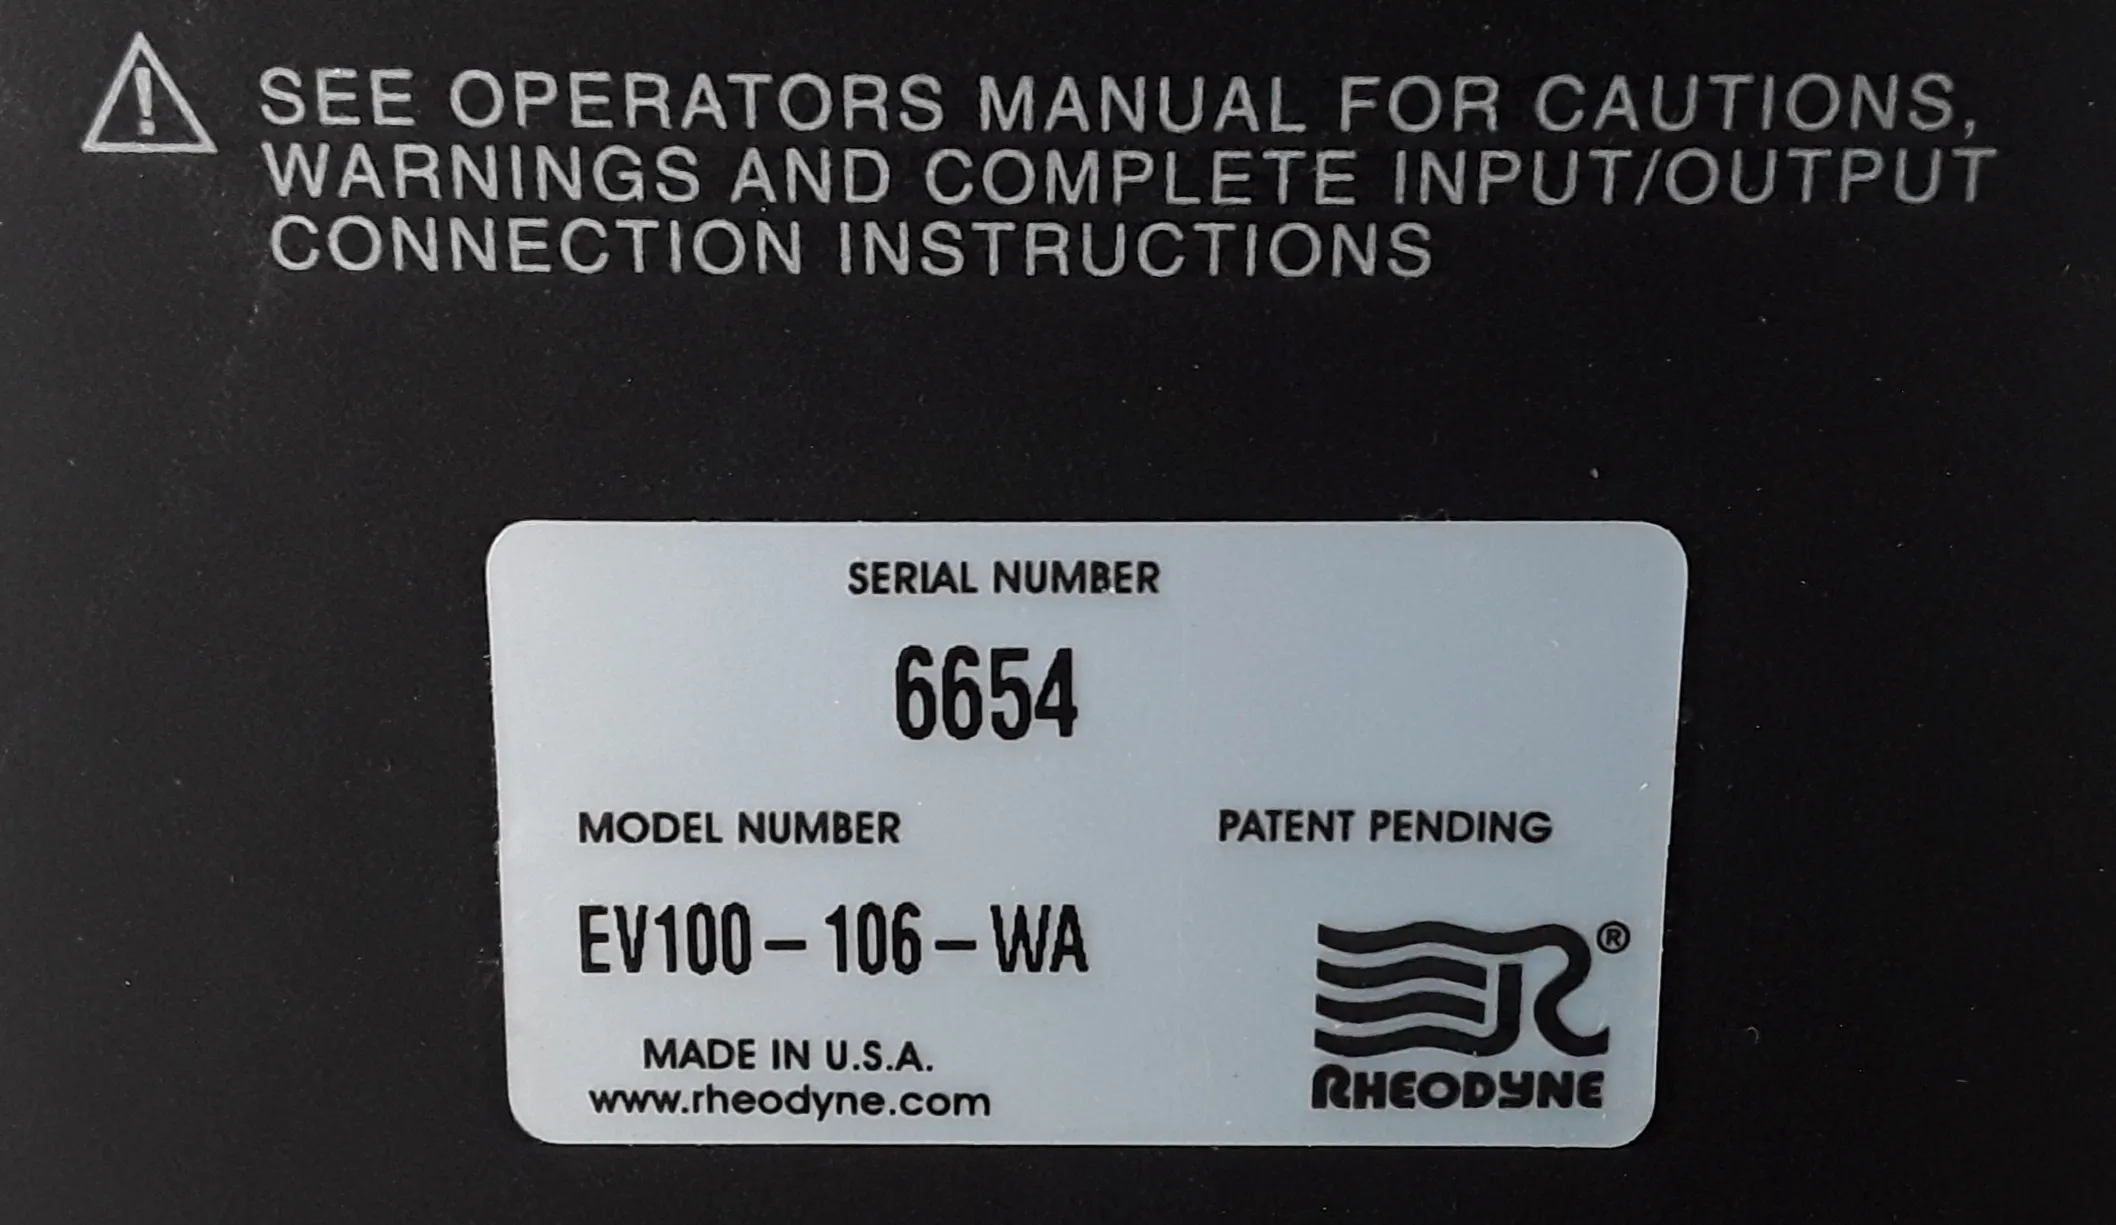 SEE OPERATORS MANUAL FOR CAUTIONS,
WARNINGS AND COMPLETE INPUT/OUTPUT
CONNECTION INSTRUCTIONS
SERIAL NUMBER
6654
MODEL NUMBER
EV100-106-WA
MADE IN U.S.A.
www.rheodyne.com
PATENT PENDING
R®
RHEODYNE